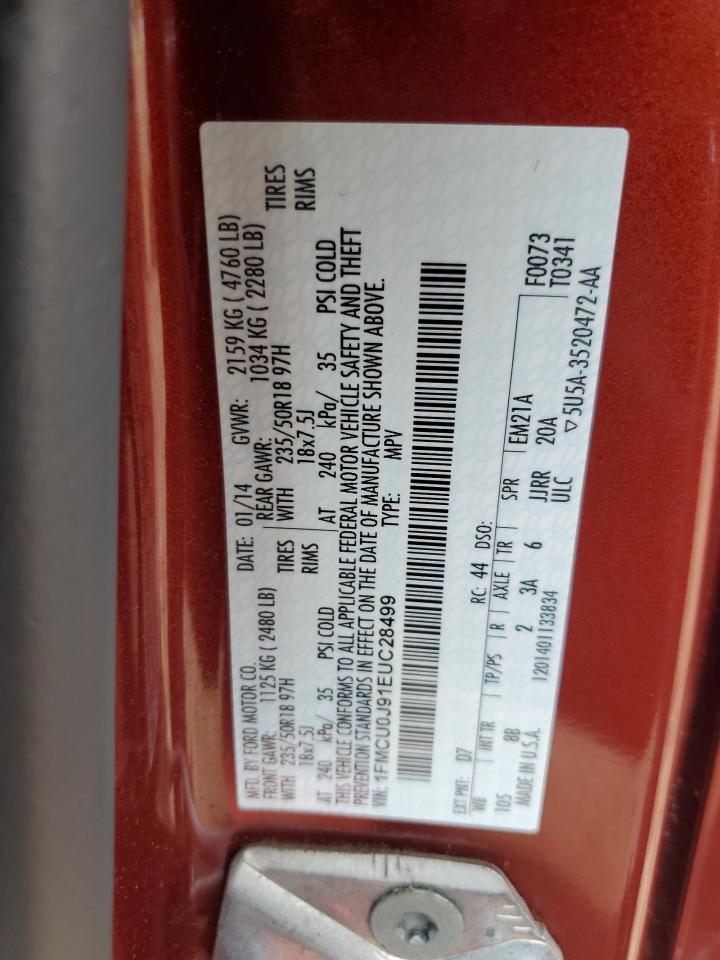 MFD. BY FORD MOTOR CO.
DATE: 01/14 GVWR: 2159 KG ( 4760 LB)
FRONT GAWR: 1125 KG ( 2480 LB) REAR GAWR: 1034 KG ( 2280 LB)
WITH 235/50R18 97H TIRES WITH 235/50R18 97H TIRES
18x7.5J RIMS 18x7.5J RIMS
AT 240 kPa/ 35 PSI COLD AT 240 kPa/ 35 PSI COLD
THIS VEHICLE CONFORMS TO ALL APPLICABLE FEDERAL MOTOR VEHICLE SAFETY AND THEFT
PREVENTION STANDARDS IN EFFECT ON THE DATE OF MANUFACTURE SHOWN ABOVE.
VIN: 1FMCU0J91EUC28499 TYPE: MPV
EXT PNT: D7 RC: 44 DSO:
WB INT TR TP/PS R AXLE TR SPR EM21A F0073
105 8B 2 3A 6 JJRR 20A T0341
MADE IN U.S.A. 1201401133834 ULC ▽5U5A-3520472-AA